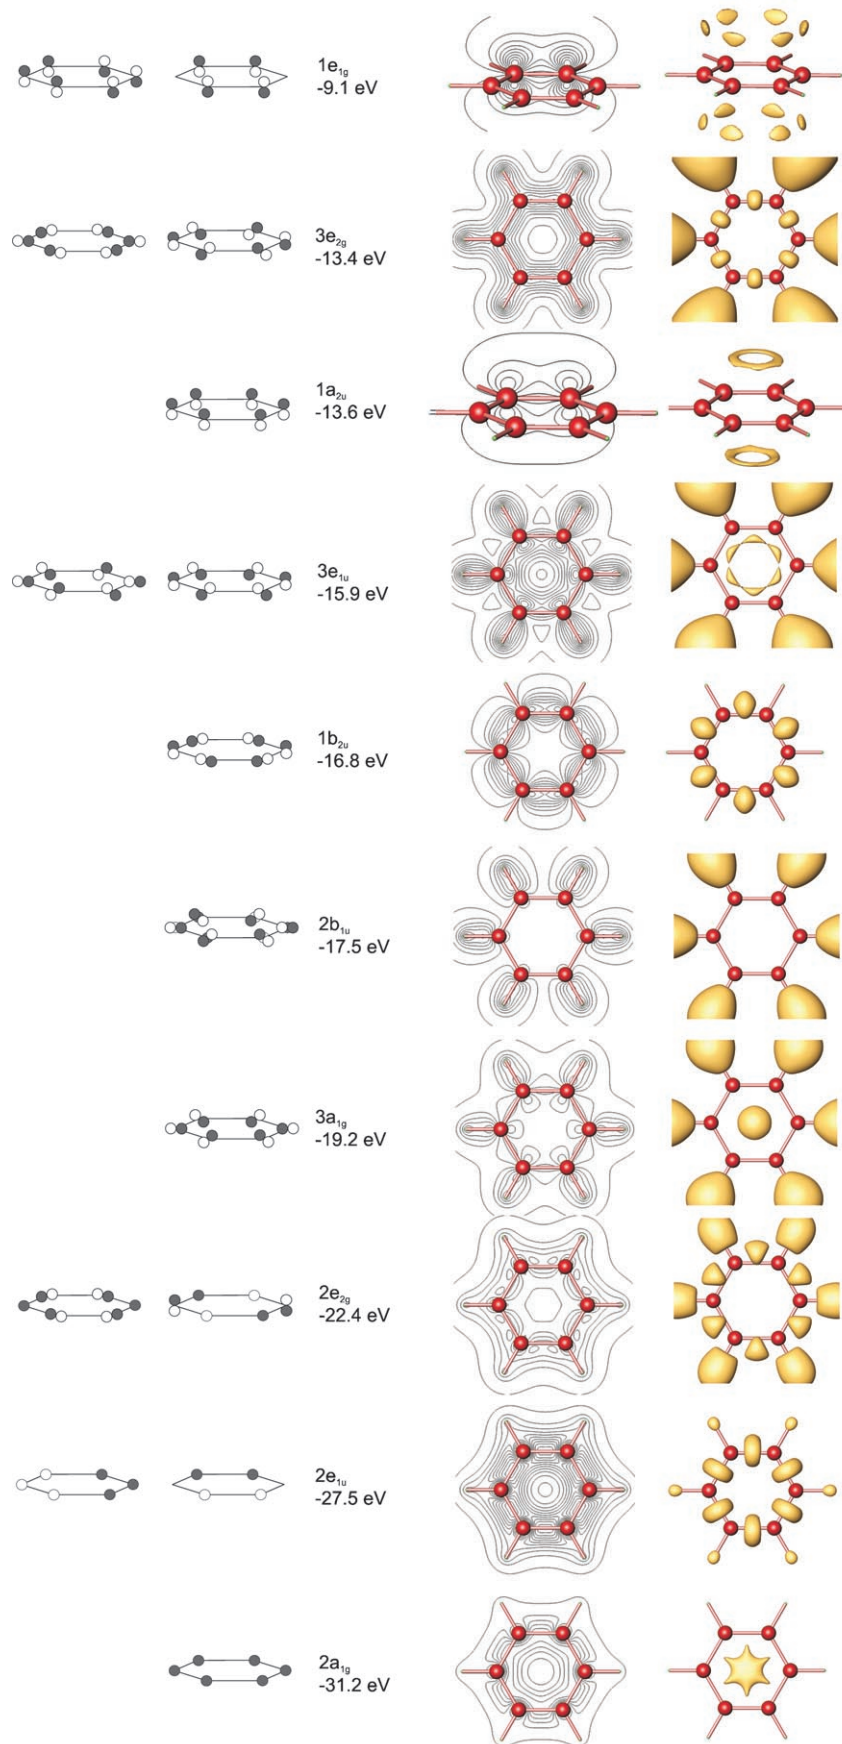 1e₁g
-9.1 eV
3e₂g
-13.4 eV
1a₂u
-13.6 eV
3e₁u
-15.9 eV
1b₂u
-16.8 eV
2b₁u
-17.5 eV
3a₁g
-19.2 eV
2e₂g
-22.4 eV
2e₁u
-27.5 eV
2a₁g
-31.2 eV